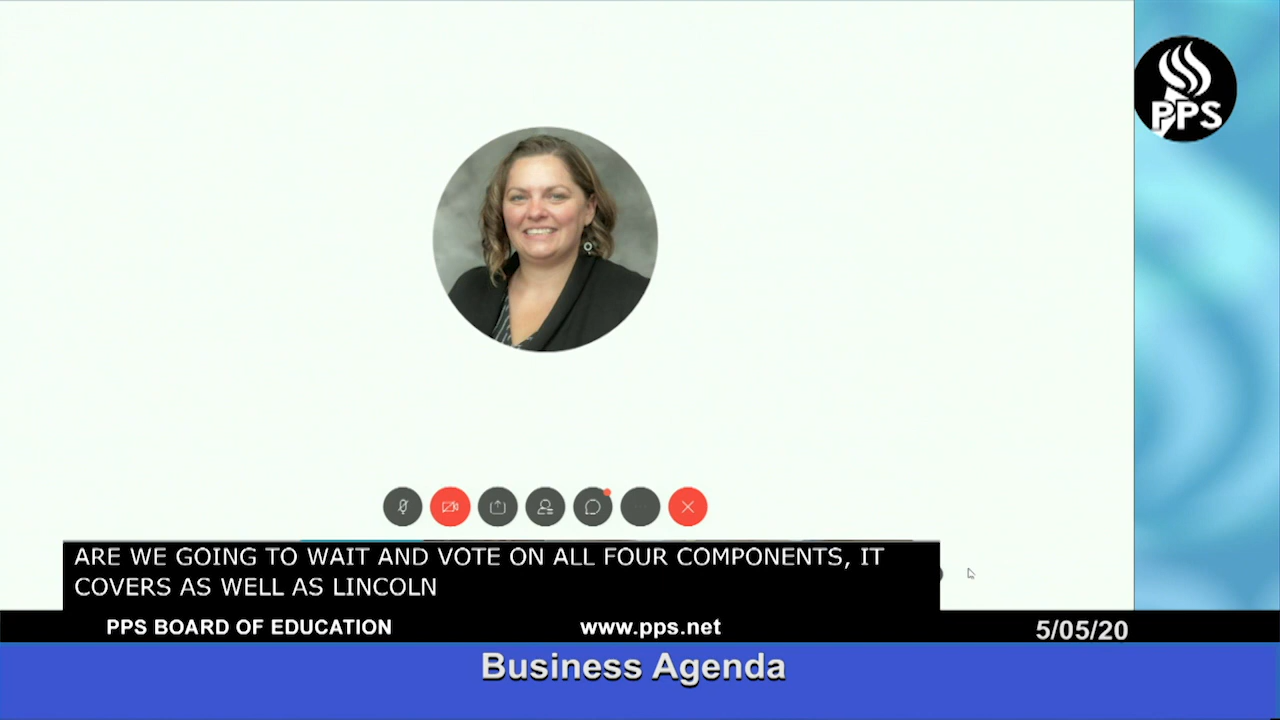 PPS
ARE WE GOING TO WAIT AND VOTE ON ALL FOUR COMPONENTS, IT
COVERS AS WELL AS LINCOLN
PPS BOARD OF EDUCATION www.pps.net 5/05/20
Business Agenda